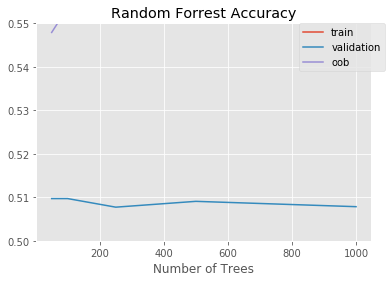 Random Forrest Accuracy
0.55
0.54
0.53
0.52
0.51
0.50
train
validation
oob
200
400
600
800
1000
Number of Trees